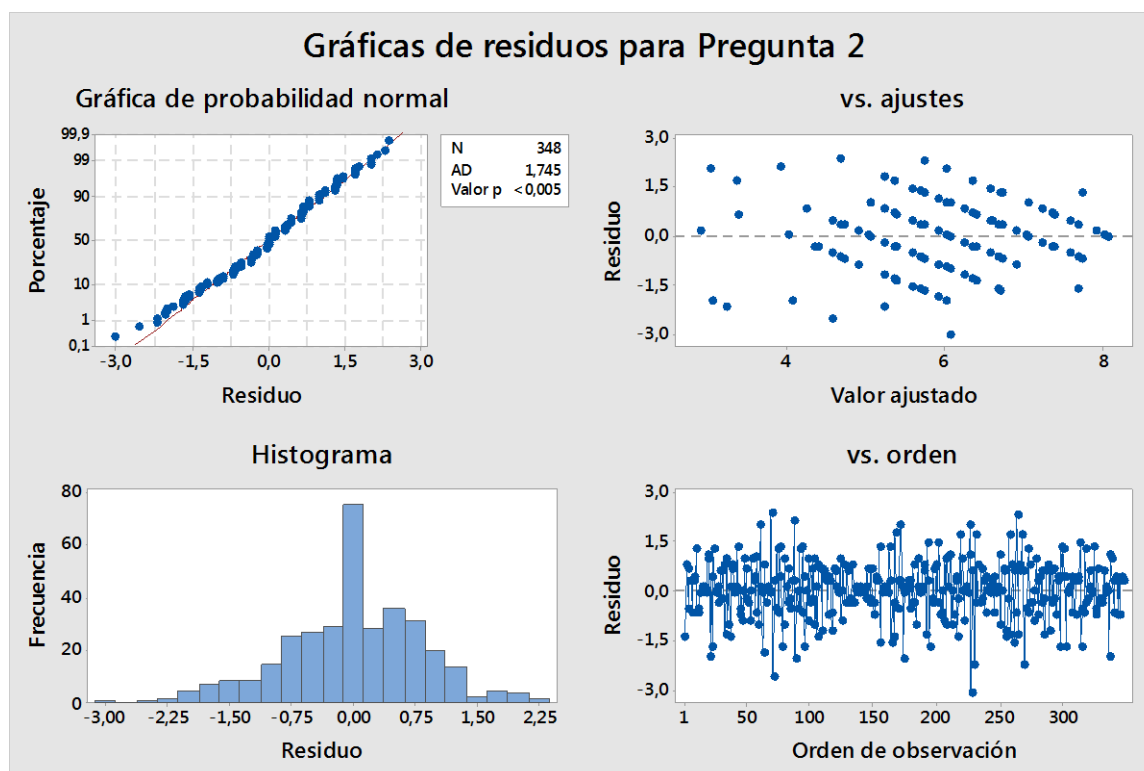 Gráficas de residuos para Pregunta 2
Gráfica de probabilidad normal
99,9
99
90
50
10
1
0,1
Porcentaje
-3,0 -1,5 0,0 1,5 3,0
Residuo
N 348
AD 1,745
Valor p <0,005
vs. ajustes
3,0
1,5
0,0
-1,5
-3,0
Residuo
4 6 8
Valor ajustado
Histograma
80
60
40
20
0
Frecuencia
-3,00 -2,25 -1,50 -0,75 0,00 0,75 1,50 2,25
Residuo
vs. orden
3,0
1,5
0,0
-1,5
-3,0
Residuo
1 50 100 150 200 250 300
Orden de observación